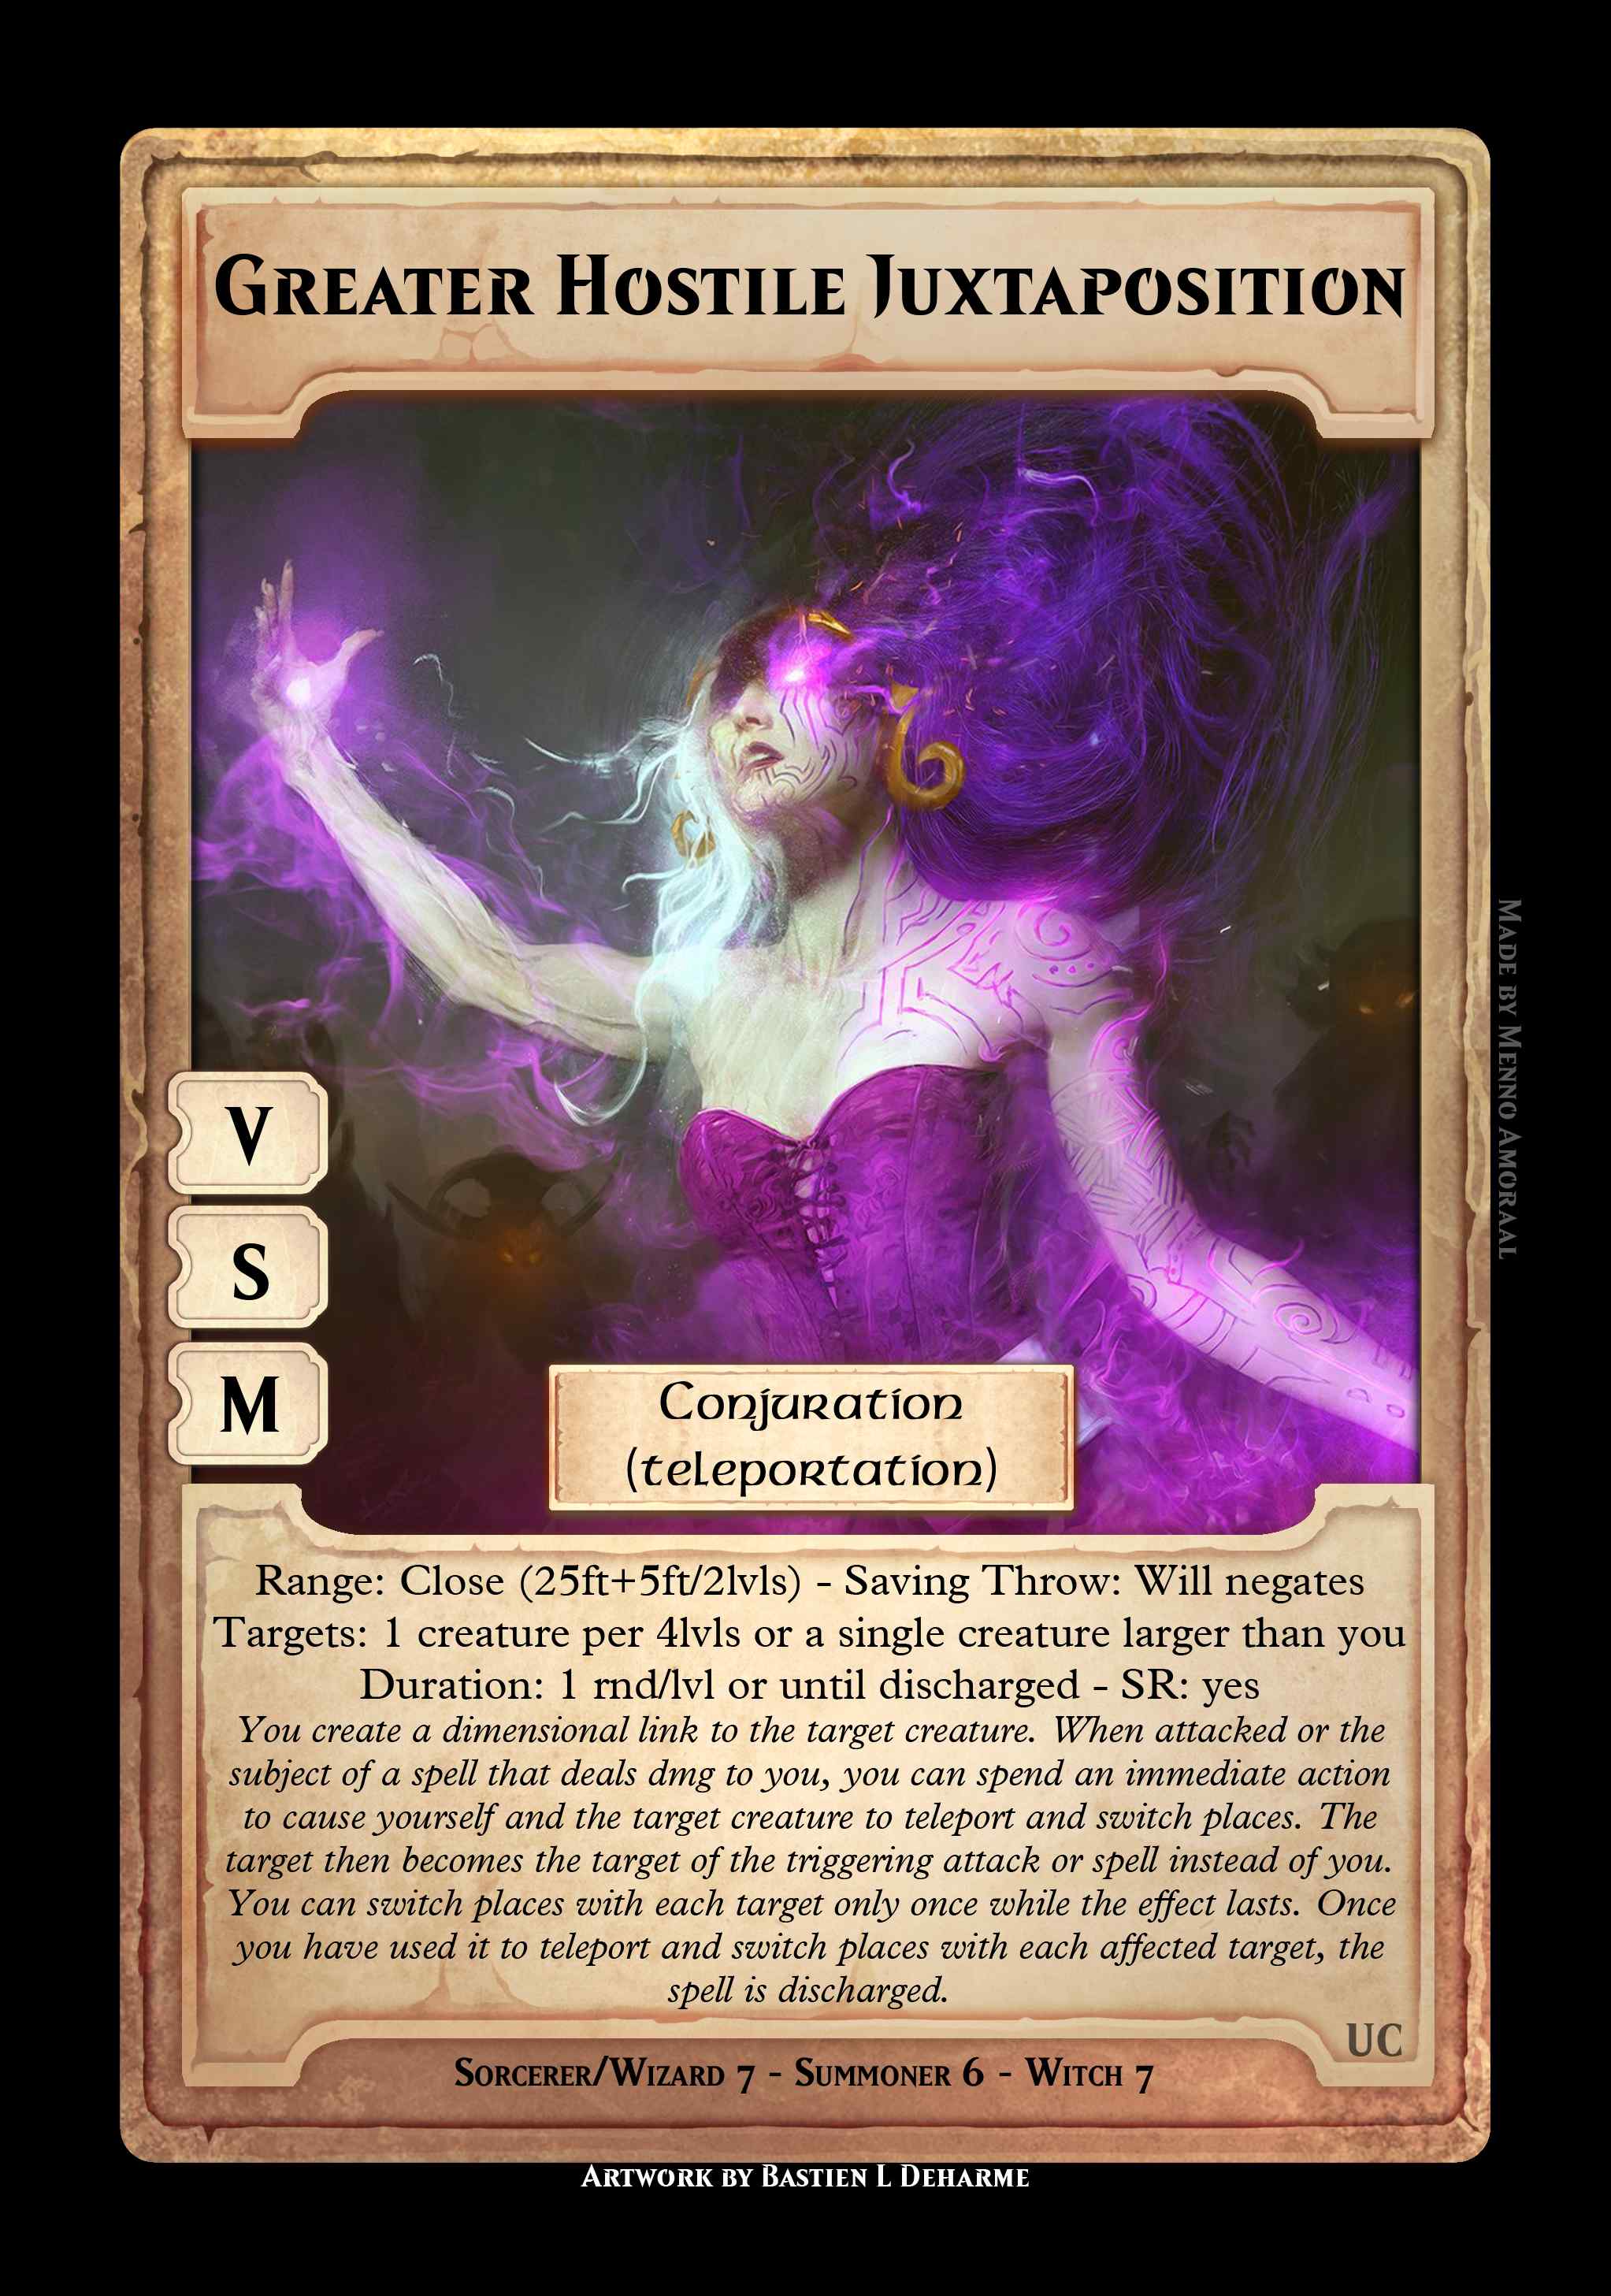 Greater Hostile Juxtaposition
V
S
M
Conjuration
(teleportation)
Range: Close (25ft+5ft/2lvls) - Saving Throw: Will negates
Targets: 1 creature per 4lvls or a single creature larger than you
Duration: 1 rnd/lvl or until discharged - SR: yes
You create a dimensional link to the target creature. When attacked or the
subject of a spell that deals dmg to you, you can spend an immediate action
to cause yourself and the target creature to teleport and switch places. The
target then becomes the target of the triggering attack or spell instead of you.
You can switch places with each target only once while the effect lasts. Once
you have used it to teleport and switch places with each affected target, the
spell is discharged.
UC
Sorcerer/Wizard 7 - Summoner 6 - Witch 7
Artwork by Bastien L Deharme
Made by Menno Amoraal